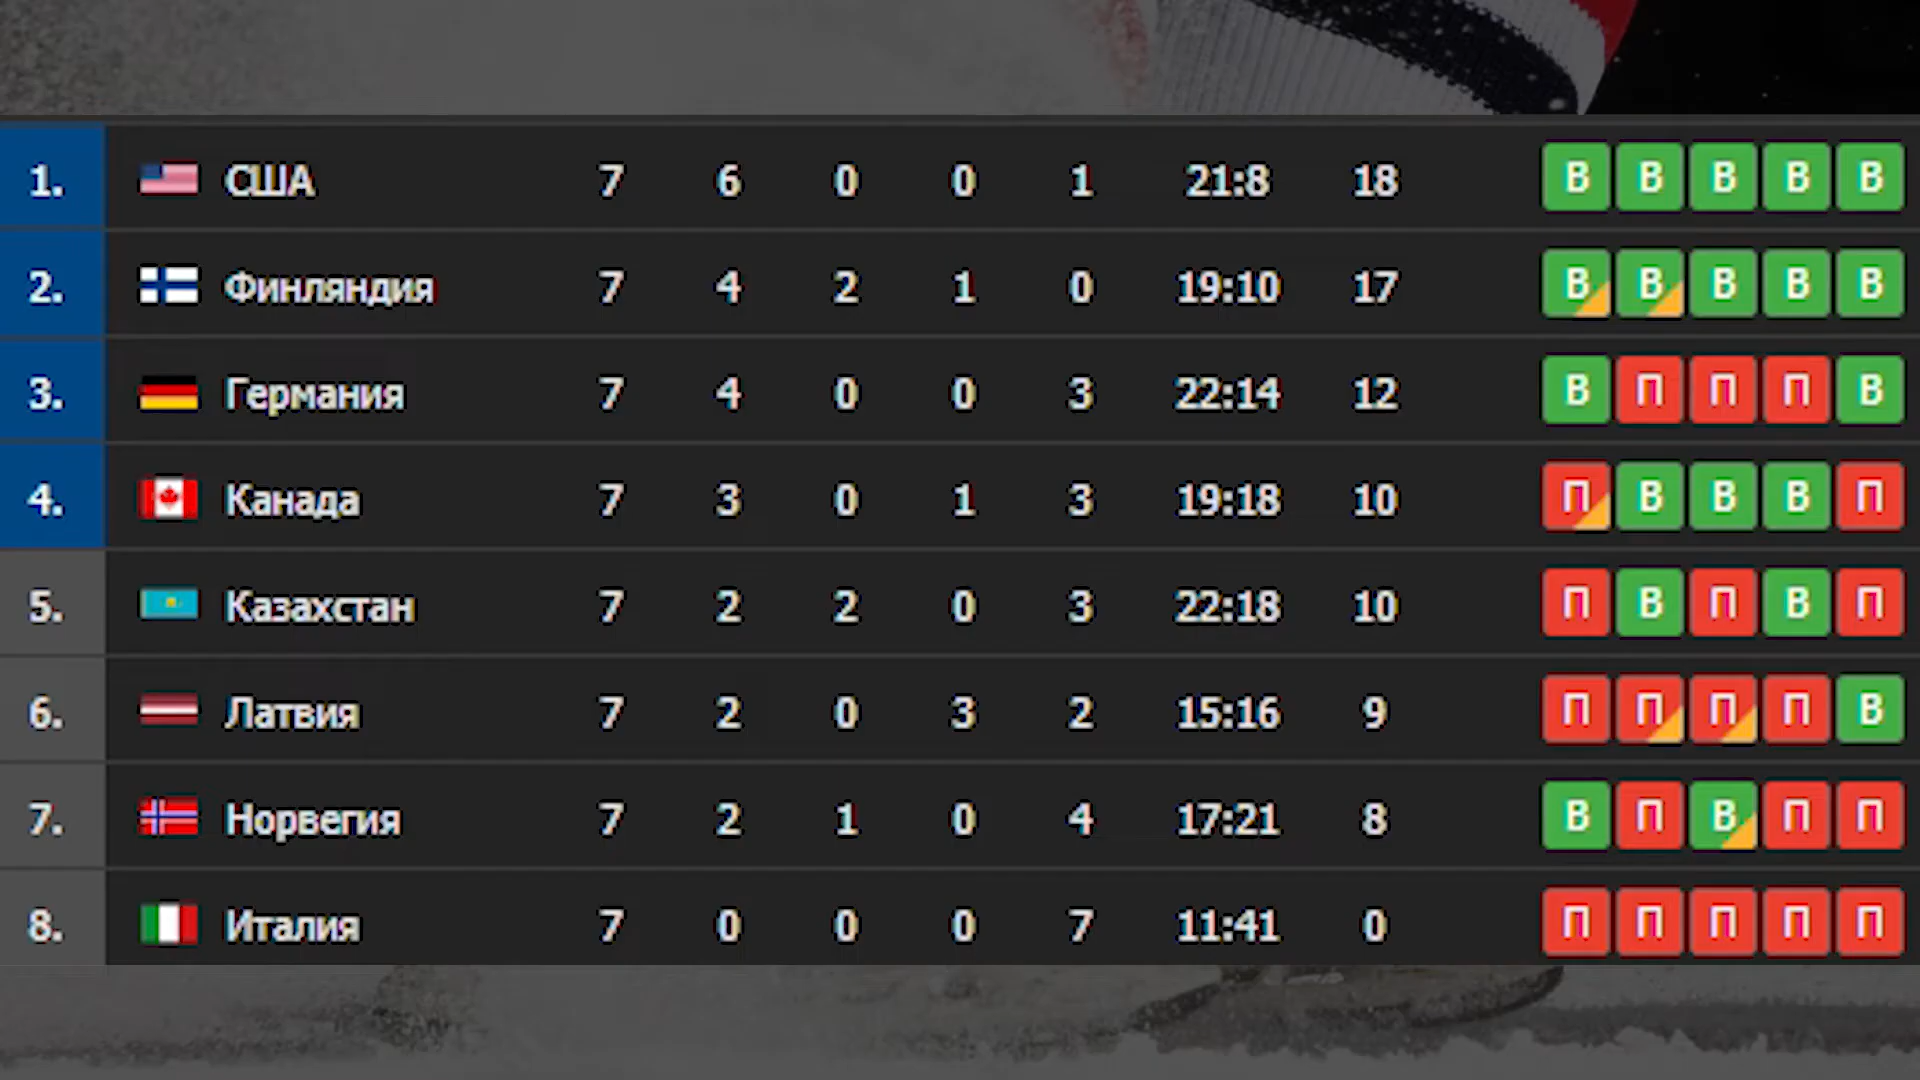 1. США 7 6 0 0 1 21:8 18 В В В В В
2. Финляндия 7 4 2 1 0 19:10 17 В В В В В
3. Германия 7 4 0 0 3 22:14 12 В П П П В
4. Канада 7 3 0 1 3 19:18 10 П В В В П
5. Казахстан 7 2 2 0 3 22:18 10 П В П В П
6. Латвия 7 2 0 3 2 15:16 9 П П П П В
7. Норвегия 7 2 1 0 4 17:21 8 В П В П П
8. Италия 7 0 0 0 7 11:41 0 П П П П П